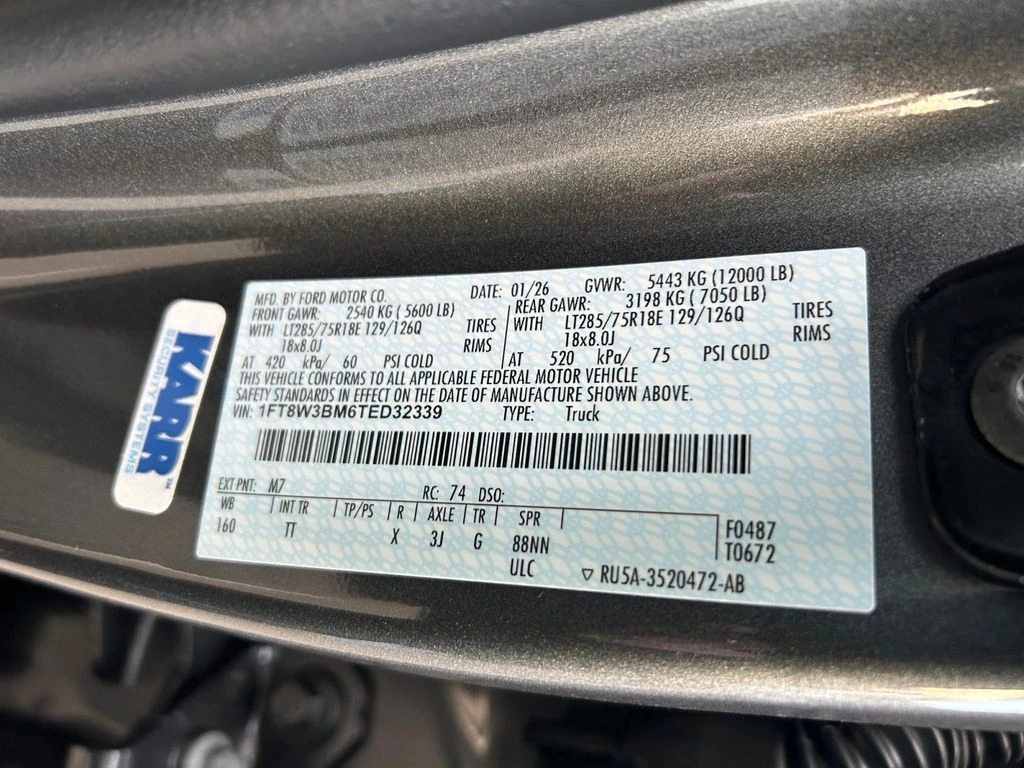 MFD. BY FORD MOTOR CO. DATE: 01/26 GVWR: 5443 KG (12000 LB)
FRONT GAWR: 2540 KG ( 5600 LB) REAR GAWR: 3198 KG ( 7050 LB)
WITH LT285/75R18E 129/126Q TIRES WITH LT285/75R18E 129/126Q TIRES
18x8.0J RIMS 18x8.0J RIMS
AT 420 kPa/ 60 PSI COLD AT 520 kPa/ 75 PSI COLD
THIS VEHICLE CONFORMS TO ALL APPLICABLE FEDERAL MOTOR VEHICLE
SAFETY STANDARDS IN EFFECT ON THE DATE OF MANUFACTURE SHOWN ABOVE.
VIN: 1FT8W3BM6TED32339 TYPE: Truck
EXT PNT: M7 RC: 74 DSO:
WB INT TR TP/PS R AXLE TR SPR F0487
160 TT X 3J G 88NN T0672
ULC ▽ RU5A-3520472-AB
KARR™
SECURITY SYSTEMS